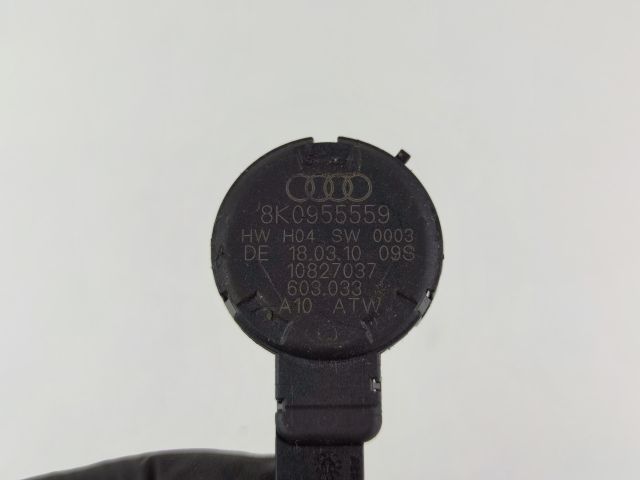 8K0955559
HW H04 SW 0003
DE 18.03.10 09S
10827037
603.033
A10 ATW